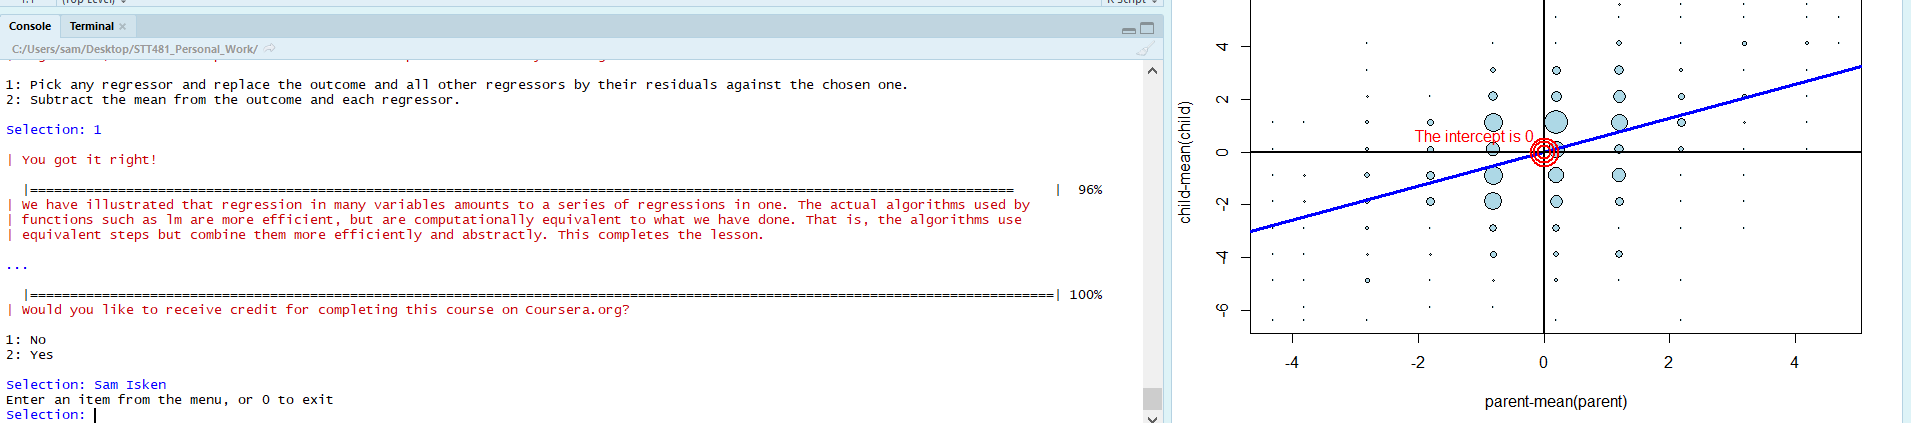 Console Terminal
C:/Users/sam/Desktop/STT481_Personal_Work/
1: Pick any regressor and replace the outcome and all other regressors by their residuals against the chosen one.
2: Subtract the mean from the outcome and each regressor.
Selection: 1
| You got it right!
|======================================================================================================================== | 96%
| We have illustrated that regression in many variables amounts to a series of regressions in one. The actual algorithms used by
| functions such as lm are more efficient, but are computationally equivalent to what we have done. That is, the algorithms use
| equivalent steps but combine them more efficiently and abstractly. This completes the lesson.
...
|=============================================================================================================================| 100%
| Would you like to receive credit for completing this course on Coursera.org?
1: No
2: Yes
Selection: Sam Isken
Enter an item from the menu, or 0 to exit
Selection:
child-mean(child)
4
2
0
-2
-4
-6
The intercept is 0
-4 -2 0 2 4
parent-mean(parent)